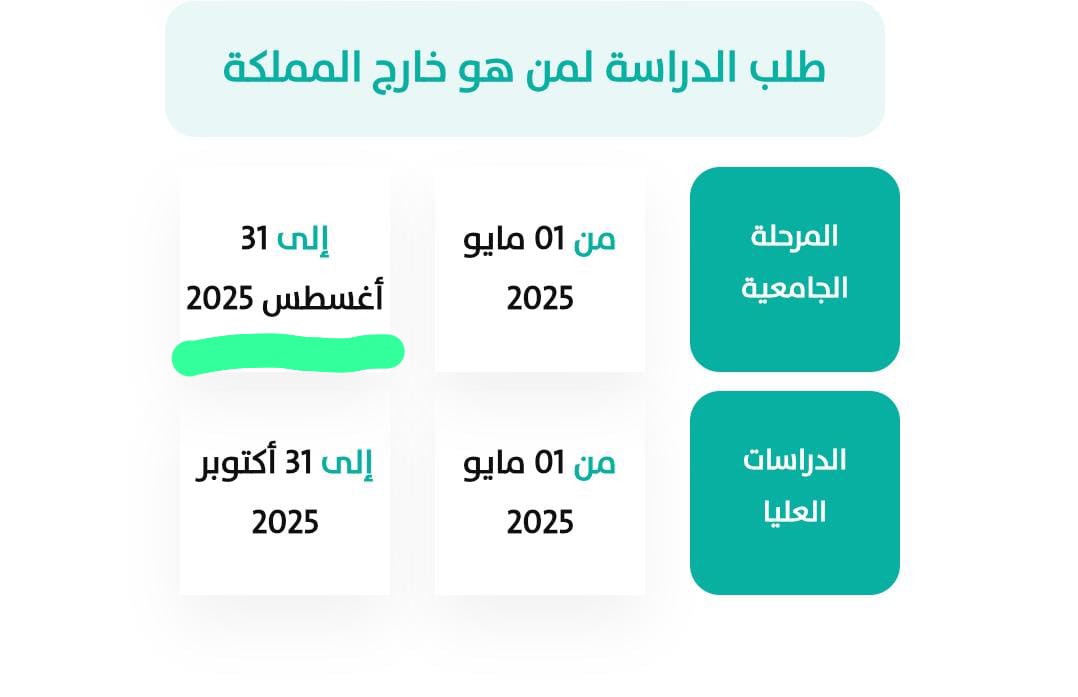 طلب الدراسة لمن هو خارج المملكة
المرحلة
الجامعية
من 01 مايو
2025
إلى 31
أغسطس 2025
الدراسات
العليا
من 01 مايو
2025
إلى 31 أكتوبر
2025